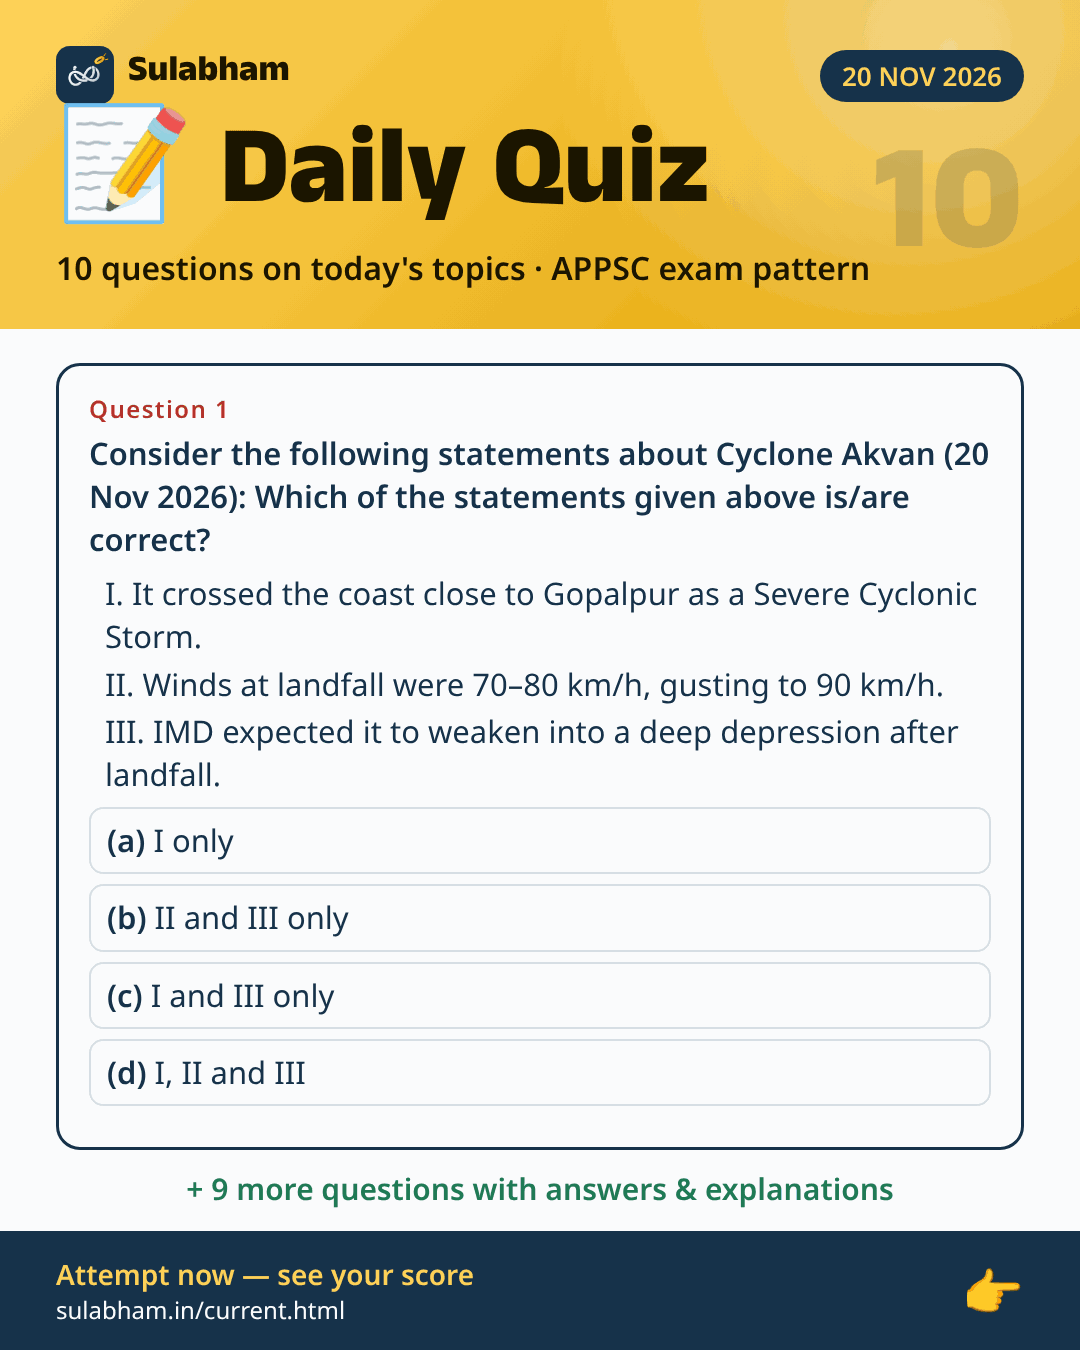 Sulabham
20 NOV 2026
Daily Quiz
10
10 questions on today's topics · APPSC exam pattern
Question 1
Consider the following statements about Cyclone Akvan (20
Nov 2026): Which of the statements given above is/are
correct?
I. It crossed the coast close to Gopalpur as a Severe Cyclonic
Storm.
II. Winds at landfall were 70–80 km/h, gusting to 90 km/h.
III. IMD expected it to weaken into a deep depression after
landfall.
(a) I only
(b) II and III only
(c) I and III only
(d) I, II and III
+ 9 more questions with answers & explanations
Attempt now — see your score
sulabham.in/current.html